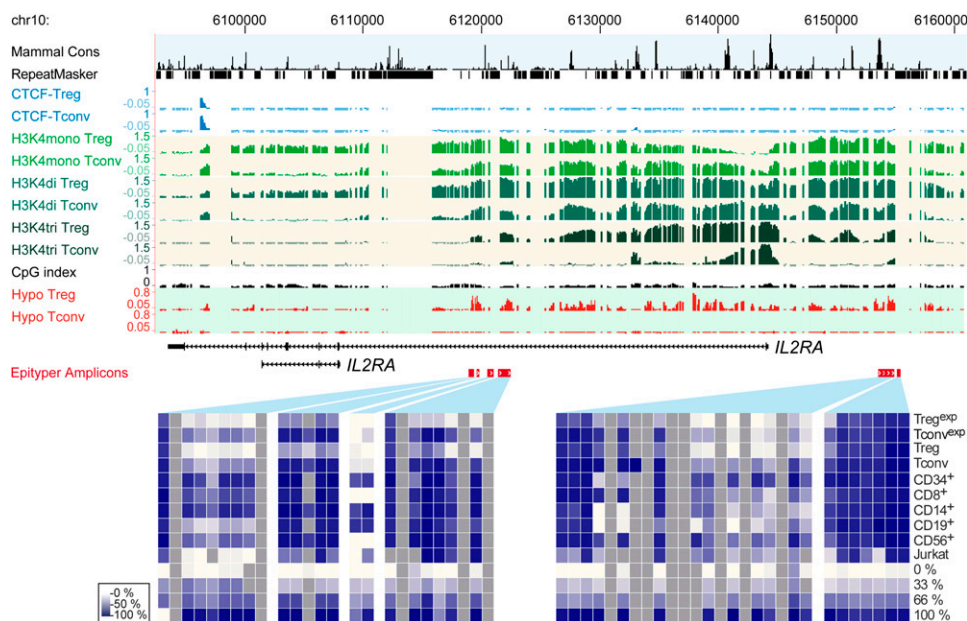 chr10: 6100000 6110000 6120000 6130000 6140000 6150000 6160000
Mammal Cons
RepeatMasker
CTCF-Treg 1
-0.05
CTCF-Tconv 1
-0.05
H3K4mono Treg 1.5
-0.05
H3K4mono Tconv 1.5
-0.05
H3K4di Treg 1.5
-0.05
H3K4di Tconv 1.5
-0.05
H3K4tri Treg 1.5
-0.05
H3K4tri Tconv 1.5
-0.05
CpG index 1
0
Hypo Treg 0.8
0.05
Hypo Tconv 0.8
0.05
IL2RA
IL2RA
Epityper Amplicons
Treg exp
Tconv exp
Treg
Tconv
CD34+
CD8+
CD14+
CD19+
CD56+
Jurkat
0 %
33 %
66 %
100 %
-0 %
-50 %
-100 %